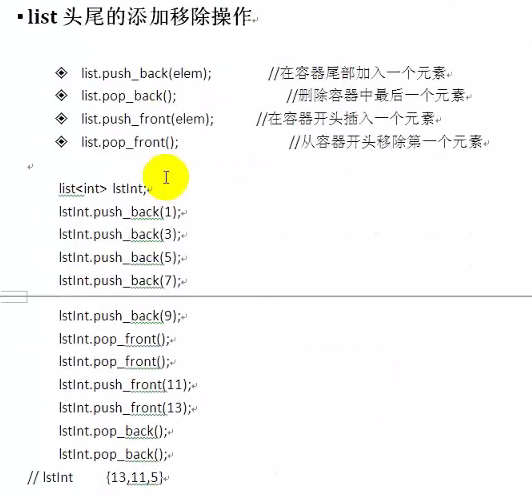 ▪list 头尾的添加移除操作
◈ list.push_back(elem); //在容器尾部加入一个元素
◈ list.pop_back(); //删除容器中最后一个元素
◈ list.push_front(elem); //在容器开头插入一个元素
◈ list.pop_front(); //从容器开头移除第一个元素
list<int> lstInt;
lstInt.push_back(1);
lstInt.push_back(3);
lstInt.push_back(5);
lstInt.push_back(7);
lstInt.push_back(9);
lstInt.pop_front();
lstInt.pop_front();
lstInt.push_front(11);
lstInt.push_front(13);
lstInt.pop_back();
lstInt.pop_back();
// lstInt {13,11,5}